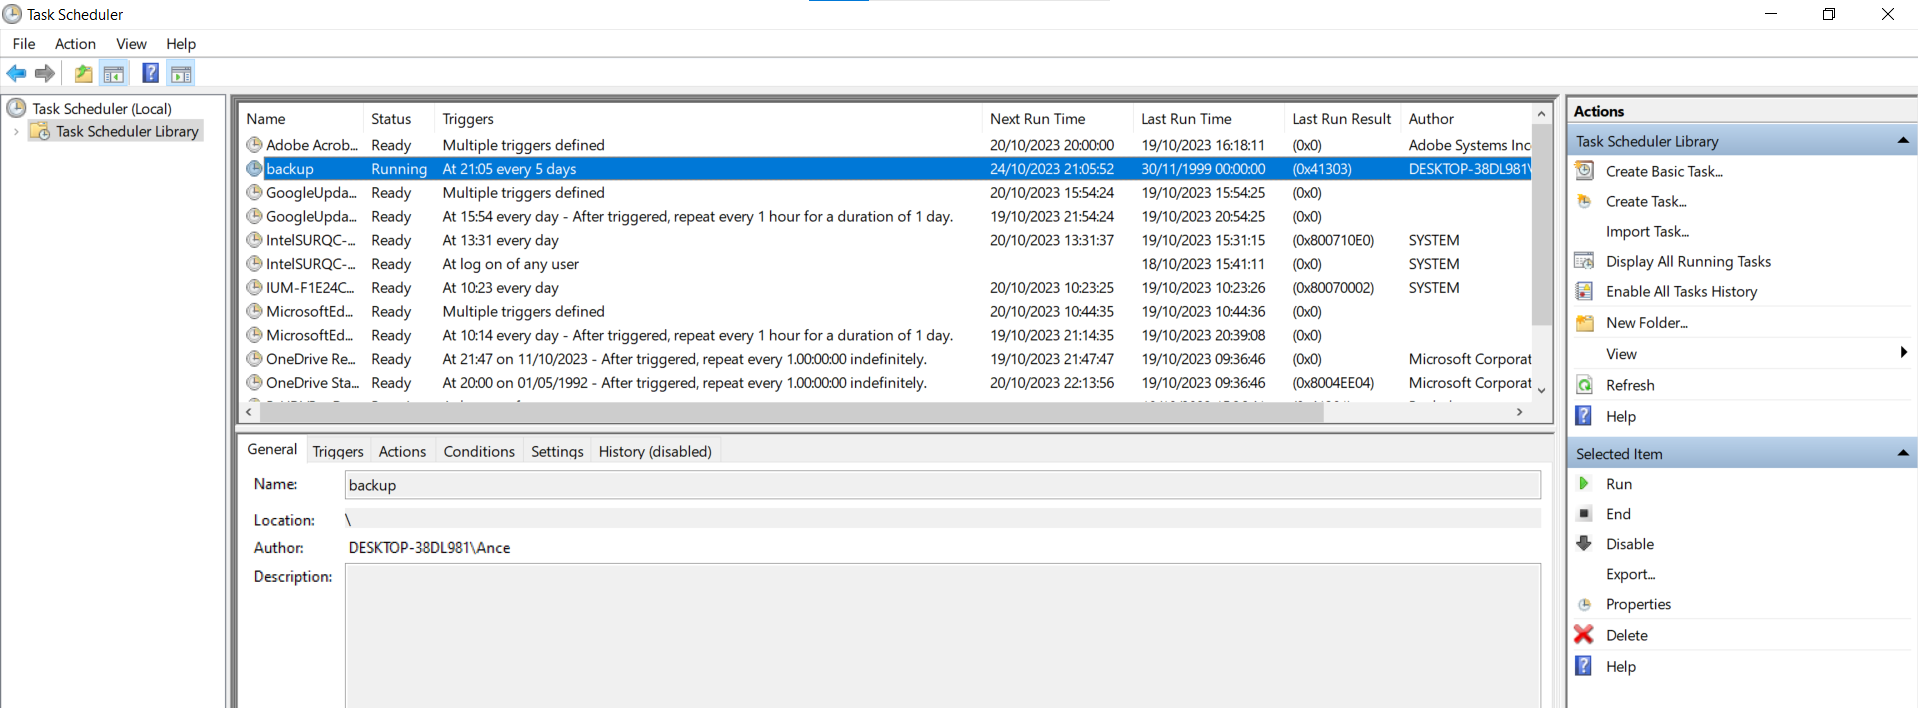 Task Scheduler
File Action View Help
Task Scheduler (Local)
Task Scheduler Library
Name Status Triggers Next Run Time Last Run Time Last Run Result Author
Adobe Acrob... Ready Multiple triggers defined 20/10/2023 20:00:00 19/10/2023 16:18:11 (0x0) Adobe Systems Inc
backup Running At 21:05 every 5 days 24/10/2023 21:05:52 30/11/1999 00:00:00 (0x41303) DESKTOP-38DL981\
GoogleUpda... Ready Multiple triggers defined 20/10/2023 15:54:24 19/10/2023 15:54:25 (0x0)
GoogleUpda... Ready At 15:54 every day - After triggered, repeat every 1 hour for a duration of 1 day. 19/10/2023 21:54:24 19/10/2023 20:54:25 (0x0)
IntelSURQC-... Ready At 13:31 every day 20/10/2023 13:31:37 19/10/2023 15:31:15 (0x800710E0) SYSTEM
IntelSURQC-... Ready At log on of any user 18/10/2023 15:41:11 (0x0) SYSTEM
IUM-F1E24C... Ready At 10:23 every day 20/10/2023 10:23:25 19/10/2023 10:23:26 (0x80070002) SYSTEM
MicrosoftEd... Ready Multiple triggers defined 20/10/2023 10:44:35 19/10/2023 10:44:36 (0x0)
MicrosoftEd... Ready At 10:14 every day - After triggered, repeat every 1 hour for a duration of 1 day. 19/10/2023 21:14:35 19/10/2023 20:39:08 (0x0)
OneDrive Re... Ready At 21:47 on 11/10/2023 - After triggered, repeat every 1.00:00:00 indefinitely. 19/10/2023 21:47:47 19/10/2023 09:36:46 (0x0) Microsoft Corporat
OneDrive Sta... Ready At 20:00 on 01/05/1992 - After triggered, repeat every 1.00:00:00 indefinitely. 20/10/2023 22:13:56 19/10/2023 09:36:46 (0x8004EE04) Microsoft Corporat
General Triggers Actions Conditions Settings History (disabled)
Name: backup
Location: \
Author: DESKTOP-38DL981\Ance
Description:
Actions
Task Scheduler Library
Create Basic Task...
Create Task...
Import Task...
Display All Running Tasks
Enable All Tasks History
New Folder...
View
Refresh
Help
Selected Item
Run
End
Disable
Export...
Properties
Delete
Help